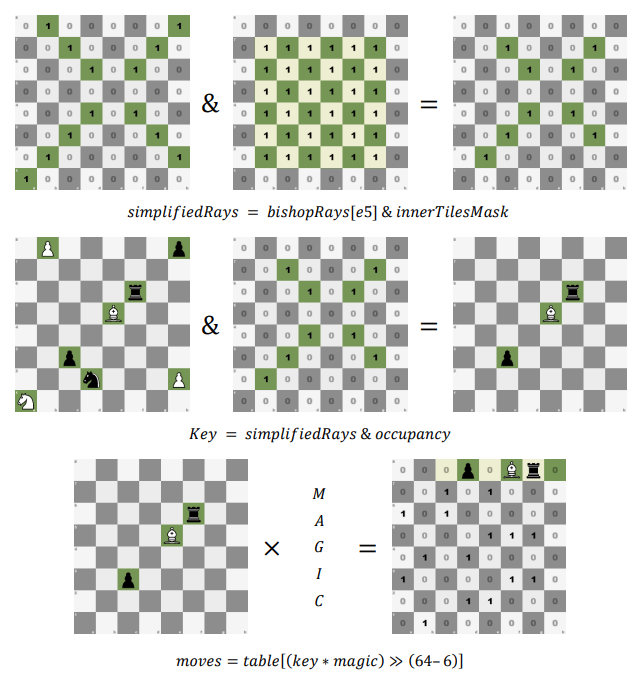 0 1 0 0 0 0 0 1
0 0 1 0 0 0 1 0
0 0 0 1 0 1 0 0
0 0 0 0 0 0 0 0
0 0 0 1 0 1 0 0
0 0 1 0 0 0 1 0
0 1 0 0 0 0 0 1
1 0 0 0 0 0 0 0
&
0 0 0 0 0 0 0 0
0 1 1 1 1 1 1 0
0 1 1 1 1 1 1 0
0 1 1 1 1 1 1 0
0 1 1 1 1 1 1 0
0 1 1 1 1 1 1 0
0 1 1 1 1 1 1 0
0 0 0 0 0 0 0 0
=
0 0 0 0 0 0 0 0
0 0 1 0 0 0 1 0
0 0 0 1 0 1 0 0
0 0 0 0 0 0 0 0
0 0 0 1 0 1 0 0
0 0 1 0 0 0 1 0
0 1 0 0 0 0 0 0
0 0 0 0 0 0 0 0
simplifiedRays = bishopRays[e5] & innerTilesMask
&
0 0 0 0 0 0 0 0
0 0 1 0 0 0 1 0
0 0 0 1 0 1 0 0
0 0 0 0 0 0 0 0
0 0 0 1 0 1 0 0
0 0 1 0 0 0 1 0
0 1 0 0 0 0 0 0
0 0 0 0 0 0 0 0
=
Key = simplifiedRays & occupancy
×
M
A
G
I
C
=
0 0 0 0 0
0 0 1 0 1 0 0 0
1 0 1 0 0 0 0 0
0 0 0 0 1 1 1 0
0 1 0 1 0 0 0 0
1 0 0 0 0 1 1 0
0 0 0 1 1 0 0 0
0 1 0 0 0 0 0 0
moves = table[(key * magic) ≫ (64– 6)]